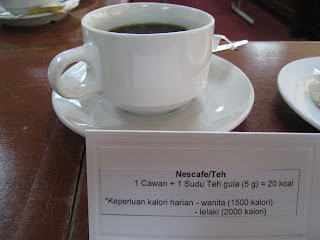 Nescafe/Teh
1 Cawan + 1 Sudu Teh gula (5 g) = 20 kcal
*Keperluan kalori harian - wanita (1500 kalori)
- lelaki (2000 kalori)